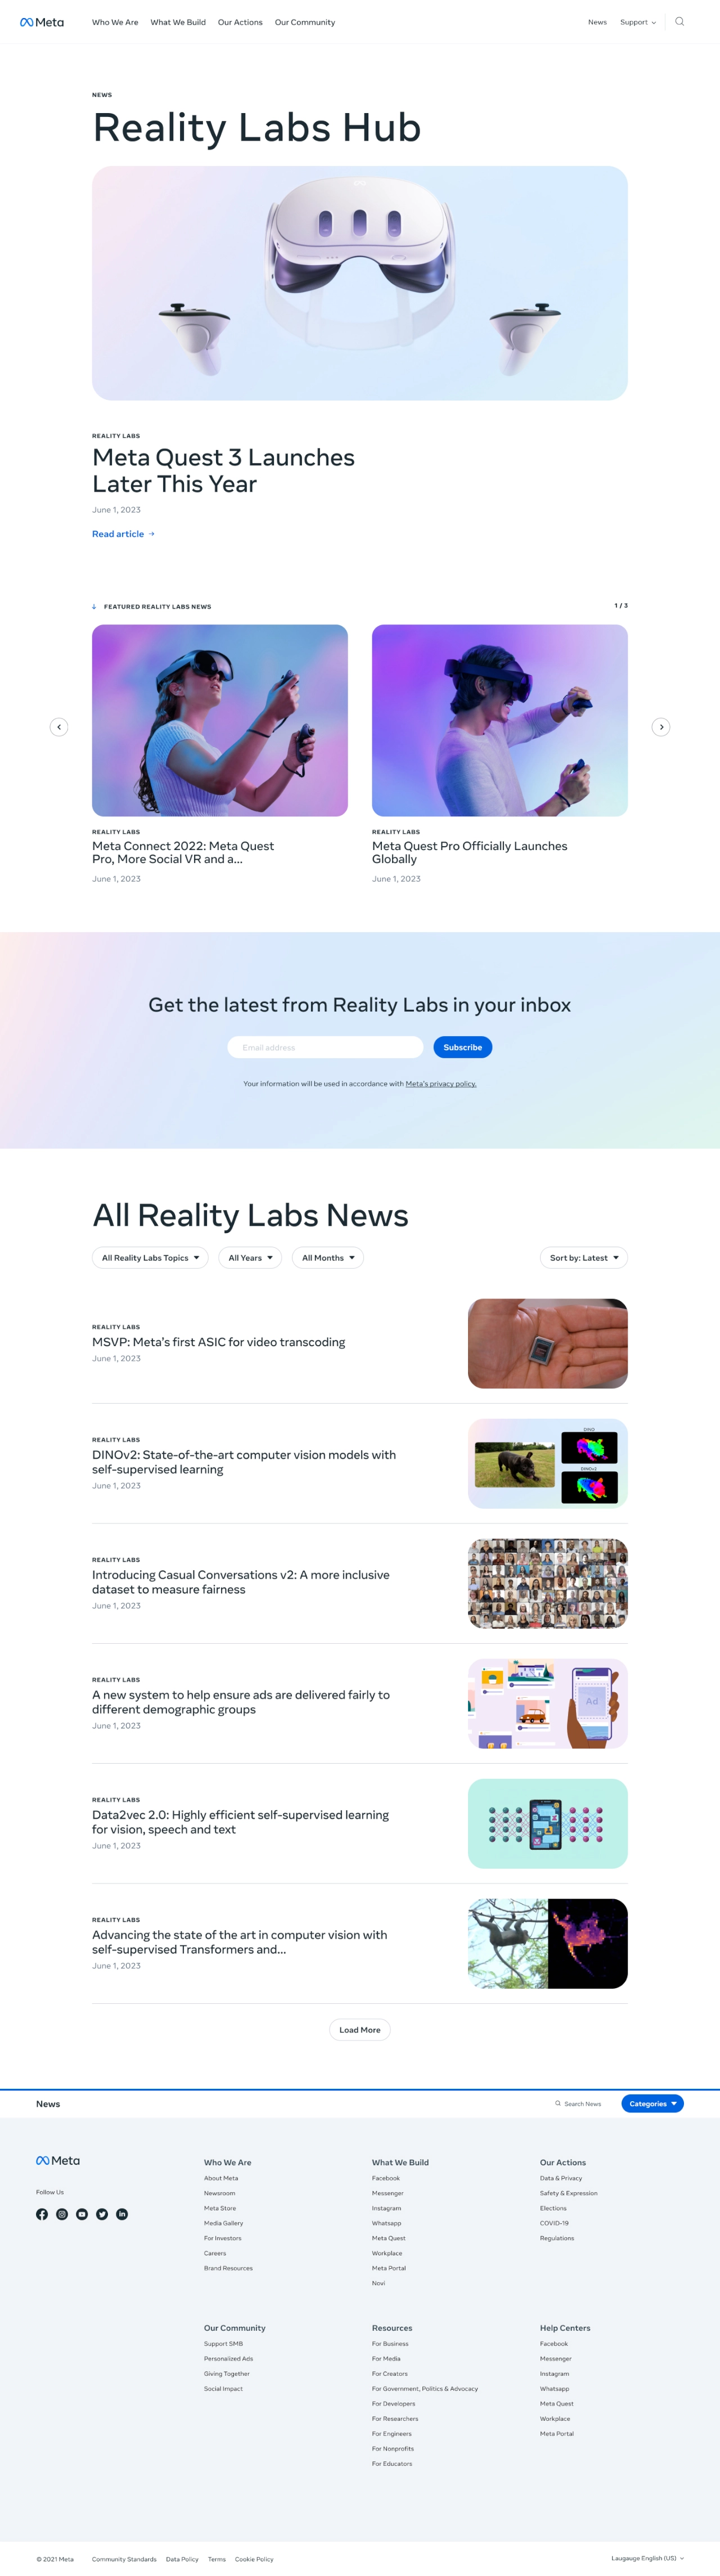 Meta
Who We Are
What We Build
Our Actions
Our Community
News
Support
NEWS
Reality Labs Hub
REALITY LABS
Meta Quest 3 Launches
Later This Year
June 1, 2023
Read article
FEATURED REALITY LABS NEWS
1 / 3
REALITY LABS
Meta Connect 2022: Meta Quest
Pro, More Social VR and a...
June 1, 2023
REALITY LABS
Meta Quest Pro Officially Launches
Globally
June 1, 2023
Get the latest from Reality Labs in your inbox
Email address
Subscribe
Your information will be used in accordance with Meta's privacy policy.
All Reality Labs News
All Reality Labs Topics
All Years
All Months
Sort by: Latest
REALITY LABS
MSVP: Meta's first ASIC for video transcoding
June 1, 2023
REALITY LABS
DINOv2: State-of-the-art computer vision models with
self-supervised learning
June 1, 2023
DINO
DINOv2
REALITY LABS
Introducing Casual Conversations v2: A more inclusive
dataset to measure fairness
June 1, 2023
REALITY LABS
A new system to help ensure ads are delivered fairly to
different demographic groups
June 1, 2023
Ad
REALITY LABS
Data2vec 2.0: Highly efficient self-supervised learning
for vision, speech and text
June 1, 2023
REALITY LABS
Advancing the state of the art in computer vision with
self-supervised Transformers and...
June 1, 2023
Load More
News
Search News
Categories
Meta
Follow Us
Who We Are
About Meta
Newsroom
Meta Store
Media Gallery
For Investors
Careers
Brand Resources
What We Build
Facebook
Messenger
Instagram
Whatsapp
Meta Quest
Workplace
Meta Portal
Novi
Our Actions
Data & Privacy
Safety & Expression
Elections
COVID-19
Regulations
Our Community
Support SMB
Personalized Ads
Giving Together
Social Impact
Resources
For Business
For Media
For Creators
For Government, Politics & Advocacy
For Developers
For Researchers
For Engineers
For Nonprofits
For Educators
Help Centers
Facebook
Messenger
Instagram
Whatsapp
Meta Quest
Workplace
Meta Portal
© 2021 Meta
Community Standards
Data Policy
Terms
Cookie Policy
Laugauge English (US)